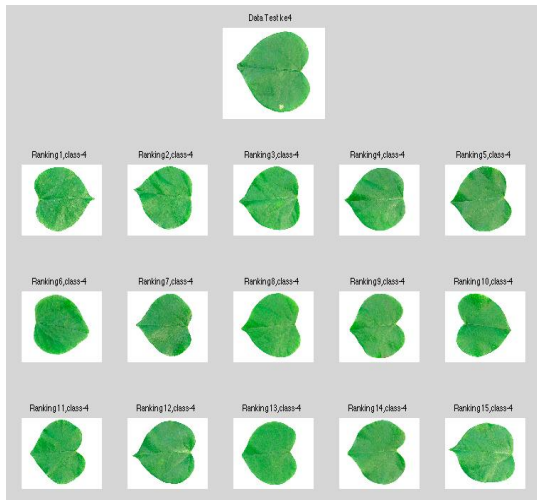 Data Test ke4
Ranking1,class-4 Ranking2,class-4 Ranking3,class-4 Ranking4,class-4 Ranking5,class-4
Ranking6,class-4 Ranking7,class-4 Ranking8,class-4 Ranking9,class-4 Ranking10,class-4
Ranking11,class-4 Ranking12,class-4 Ranking13,class-4 Ranking14,class-4 Ranking15,class-4